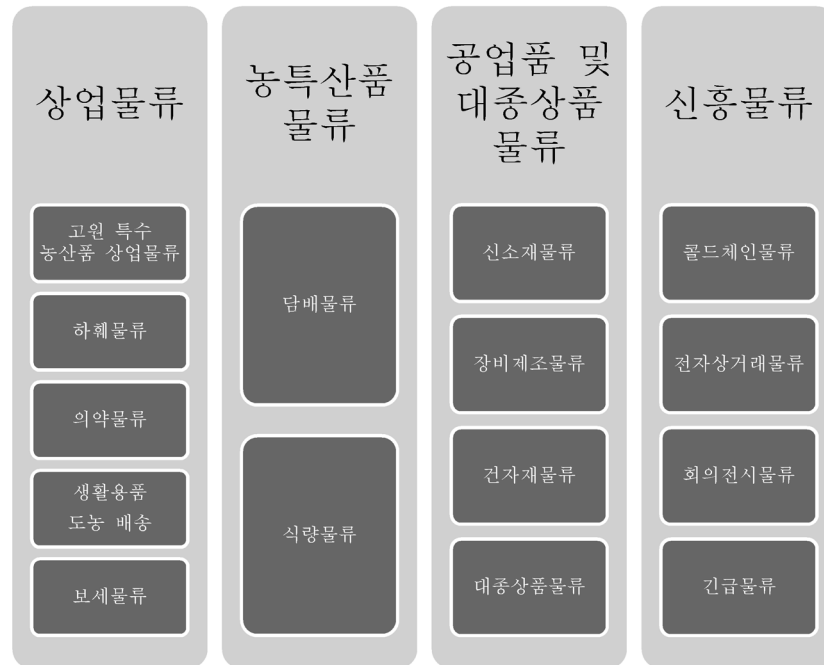 상업물류
고원 특수
농산품 상업물류
하훼물류
의약물류
생활용품
도농 배송
보세물류
농특산품
물류
담배물류
식량물류
공업품 및
대종상품
물류
신소재물류
장비제조물류
건자재물류
대종상품물류
신흥물류
콜드체인물류
전자상거래물류
회의전시물류
긴급물류